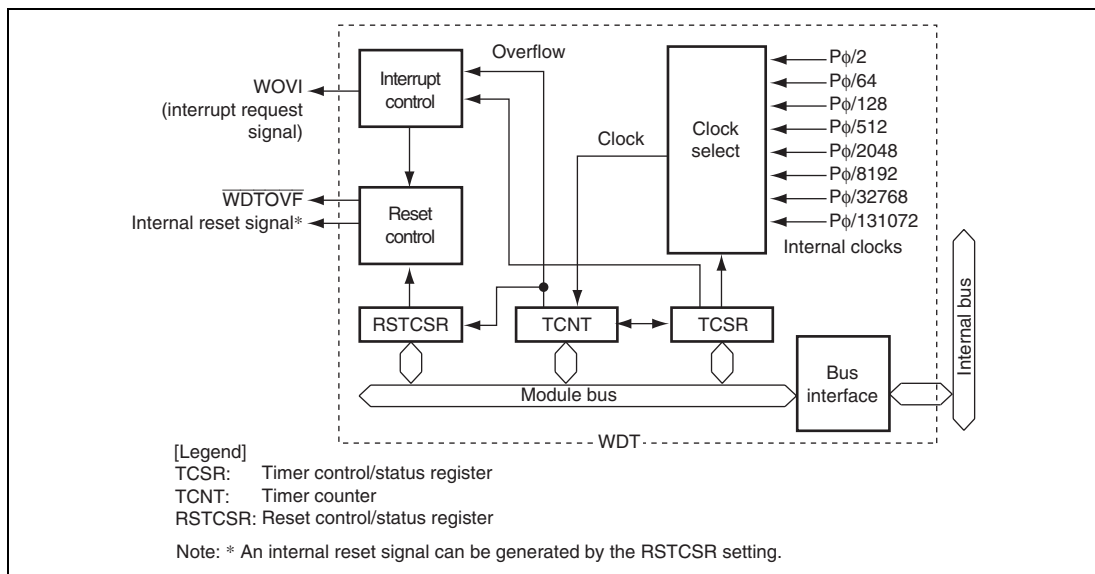 Overflow
Interrupt
control
WOVI
(interrupt request
signal)
Clock
Clock
select
Pϕ/2
Pϕ/64
Pϕ/128
Pϕ/512
Pϕ/2048
Pϕ/8192
Pϕ/32768
Pϕ/131072
Internal clocks
WDTOVF
Internal reset signal*
Reset
control
RSTCSR
TCNT
TCSR
Module bus
Bus
interface
Internal bus
WDT
[Legend]
TCSR: Timer control/status register
TCNT: Timer counter
RSTCSR: Reset control/status register
Note: * An internal reset signal can be generated by the RSTCSR setting.